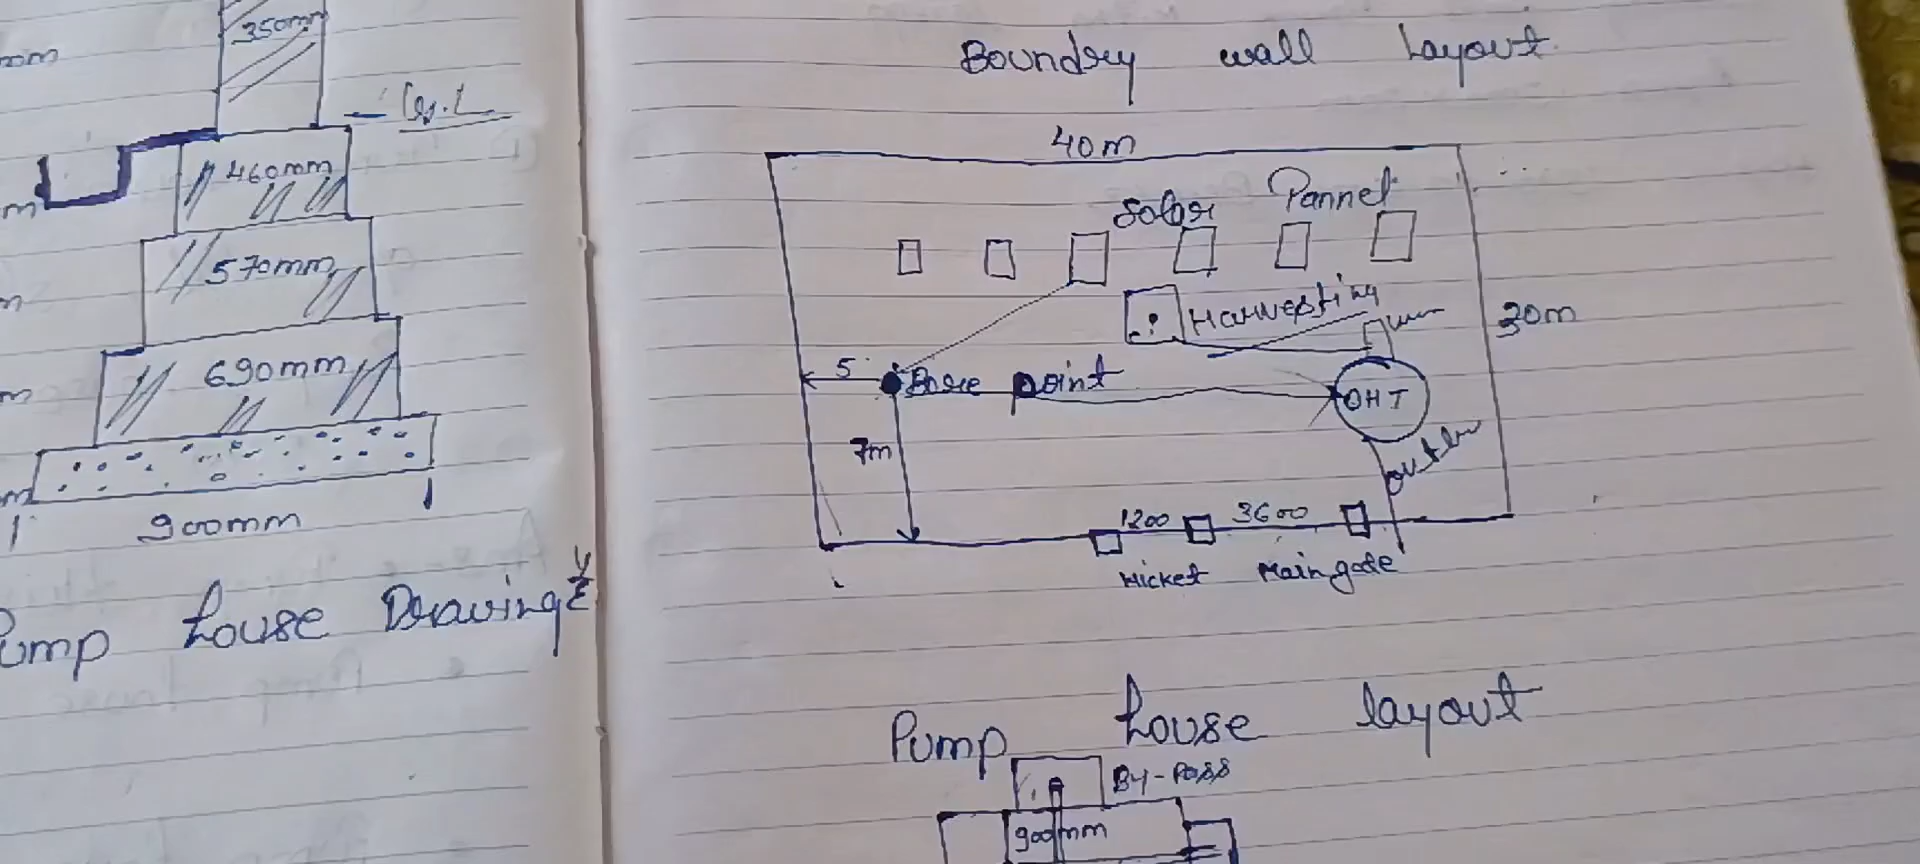 350mm
G.L
460mm
570mm
690mm
900mm
Pump house Drawing
Boundry wall Layout
40m
Solar Pannel
Harvesting
30m
5
Bore point
OHT
7m
1200
3600
Wicket
Main gate
Pump house layout
By-Pass
900mm